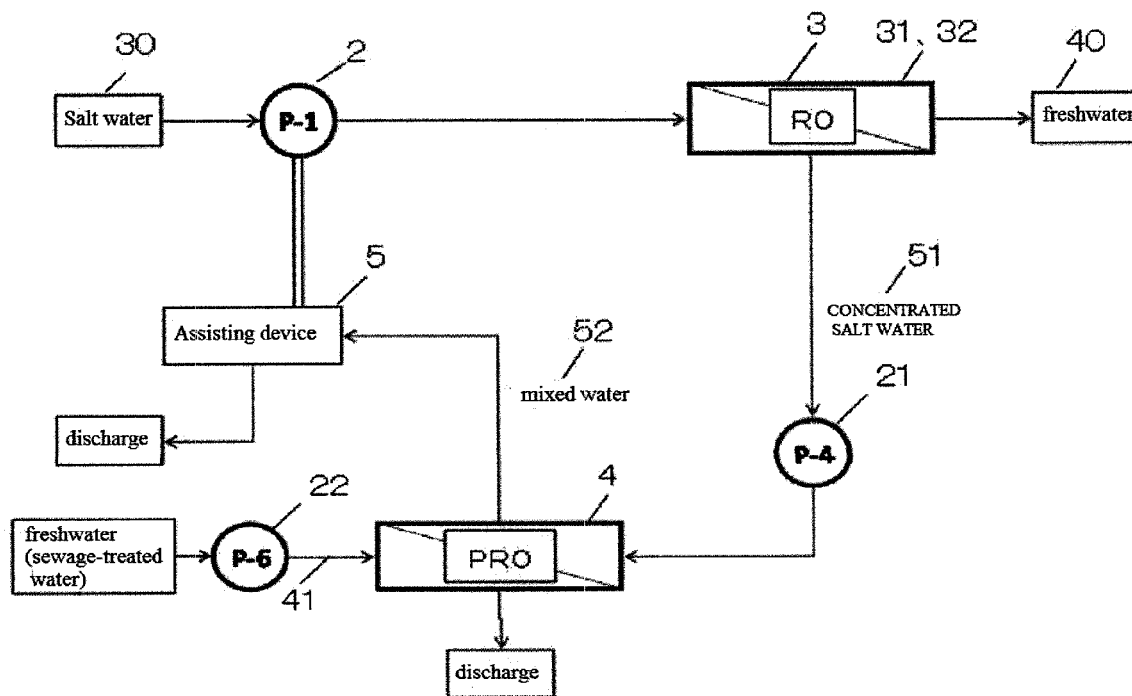 30
2
3
31、32
40
Salt water
P-1
RO
freshwater
5
51
Assisting device
CONCENTRATED
SALT WATER
52
mixed water
21
discharge
P-4
22
4
freshwater
(sewage-treated
water)
P-6
PRO
41
discharge